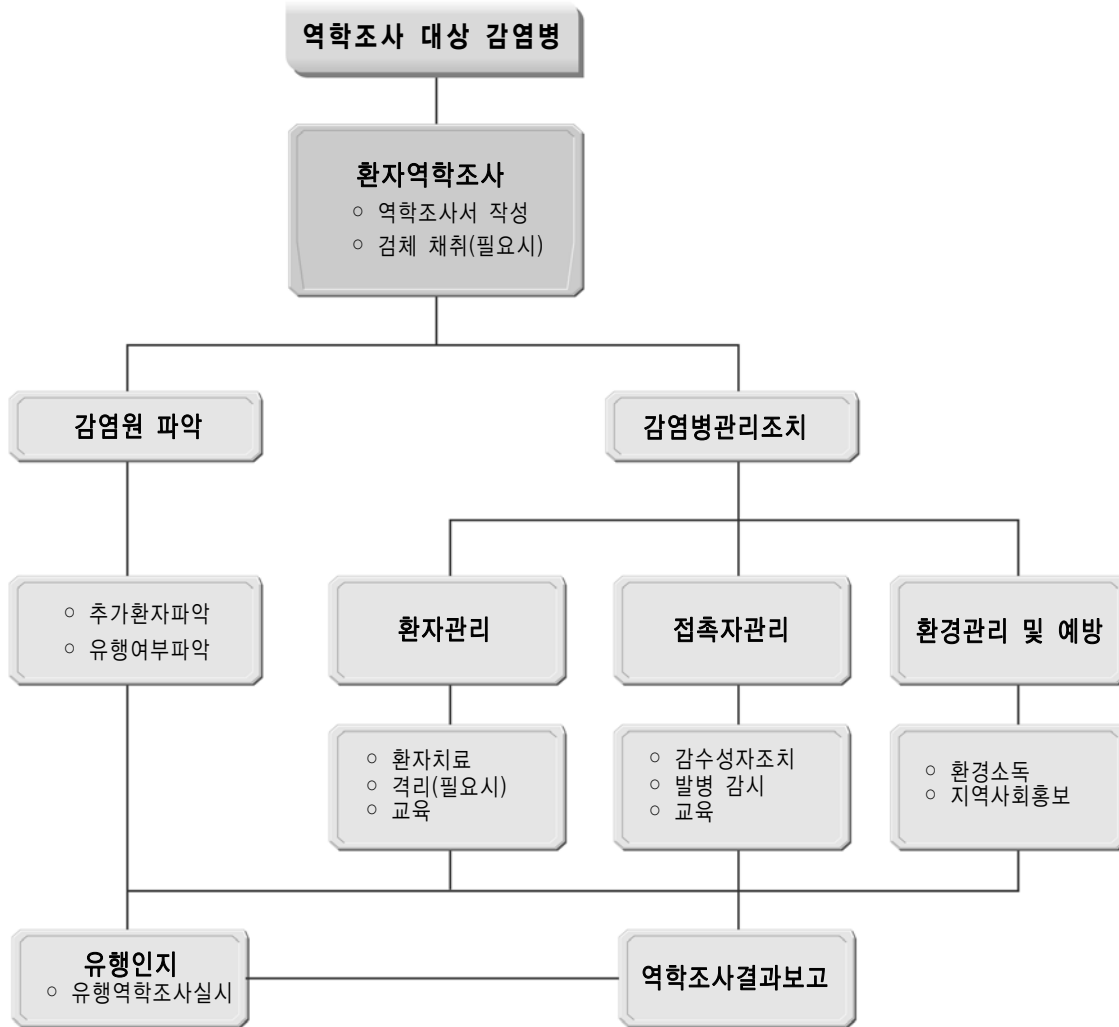 역학조사 대상 감염병
환자역학조사
○ 역학조사서 작성
○ 검체 채취(필요시)
감염원 파악
감염병관리조치
○ 추가환자파악
○ 유행여부파악
환자관리
접촉자관리
환경관리 및 예방
○ 환자치료
○ 격리(필요시)
○ 교육
○ 감수성자조치
○ 발병 감시
○ 교육
○ 환경소독
○ 지역사회홍보
유행인지
○ 유행역학조사실시
역학조사결과보고